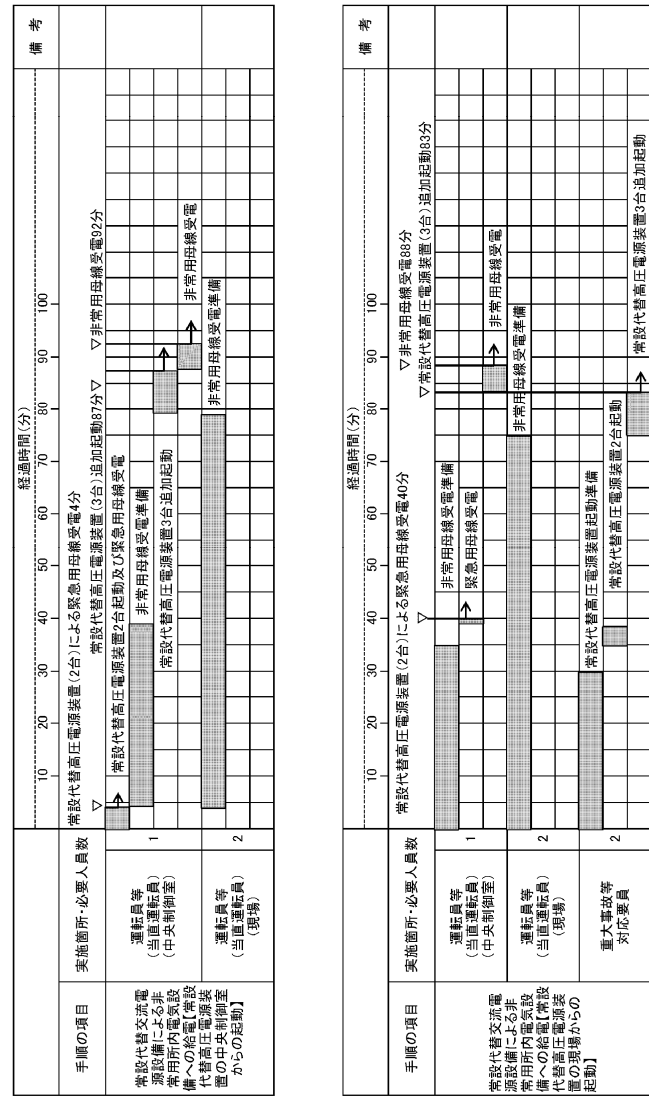 手順の項目
実施箇所・必要人員数
経過時間(分)
備考
10 20 30 40 50 60 70 80 90 100
常設代替高圧電源装置(2台)による緊急用母線受電4分
常設代替高圧電源装置(3台)追加起動87分
非常用母線受電92分
常設代替交流電
源設備による非
常用所内電気設
備への給電【常設
代替高圧電源装
置の中央制御室
からの起動】
運転員等
(当直運転員)
(中央制御室)
1
常設代替高圧電源装置2台起動及び緊急用母線受電
非常用母線受電準備
常設代替高圧電源装置3台追加起動
非常用母線受電
運転員等
(当直運転員)
(現場)
2
非常用母線受電準備
手順の項目
実施箇所・必要人員数
経過時間(分)
備考
10 20 30 40 50 60 70 80 90 100
常設代替高圧電源装置(2台)による緊急用母線受電40分
非常用母線受電88分
常設代替高圧電源装置(3台)追加起動83分
常設代替交流電
源設備による非
常用所内電気設
備への給電【常設
代替高圧電源装
置の現場からの
起動】
運転員等
(当直運転員)
(中央制御室)
1
非常用母線受電準備
緊急用母線受電
非常用母線受電
運転員等
(当直運転員)
(現場)
2
非常用母線受電準備
重大事故等
対応要員
2
常設代替高圧電源装置起動準備
常設代替高圧電源装置2台起動
常設代替高圧電源装置3台追加起動